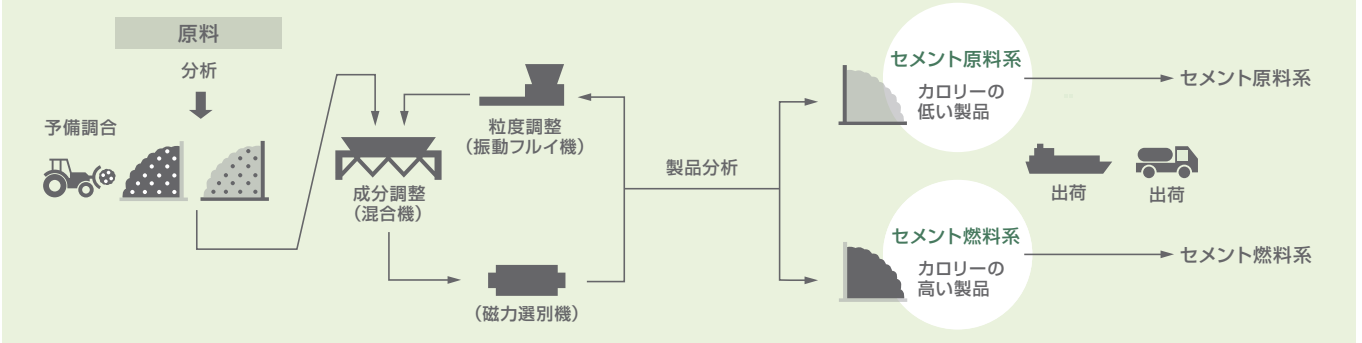 原料
分析
予備調合
粒度調整
（振動フルイ機）
成分調整
（混合機）
（磁力選別機）
製品分析
セメント原料系
カロリーの
低い製品
セメント原料系
出荷
出荷
セメント燃料系
カロリーの
高い製品
セメント燃料系